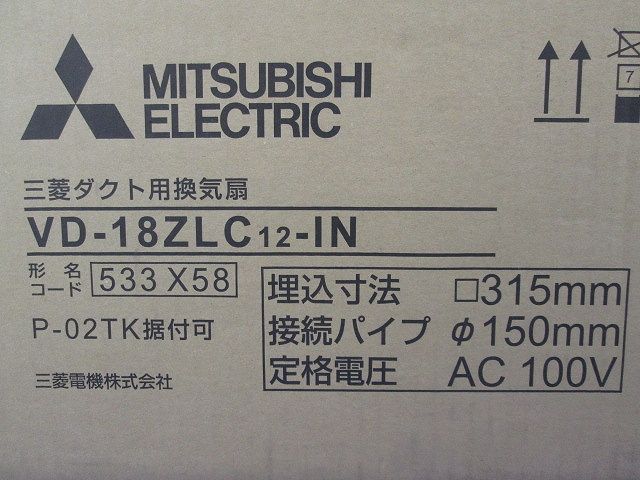 MITSUBISHI
ELECTRIC
三菱ダクト用換気扇
VD-18ZLC12-IN
形名
コード 533 X58
P-02TK据付可
三菱電機株式会社
埋込寸法 □315mm
接続パイプ φ150mm
定格電圧 AC 100V
7